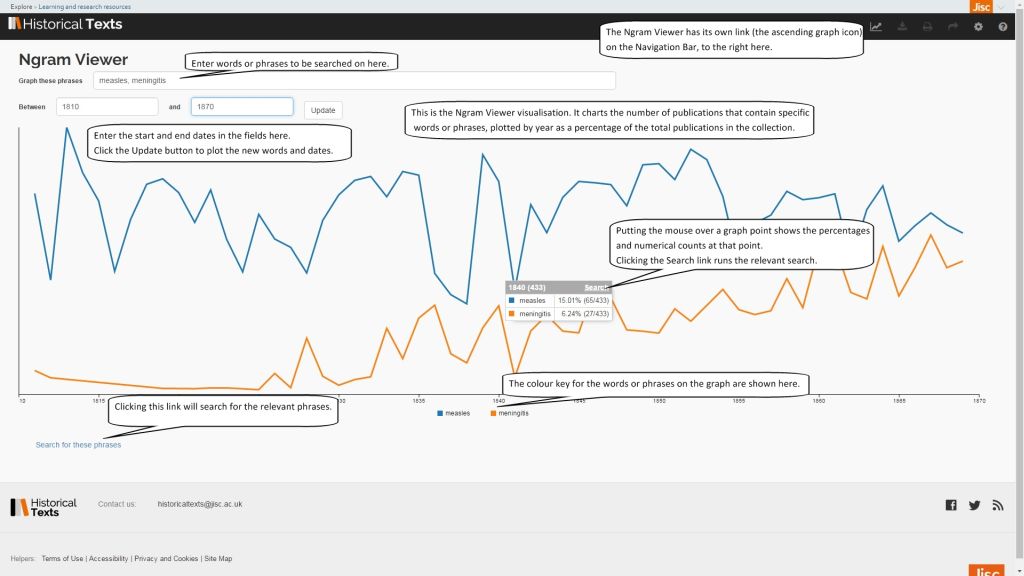 Explore » Learning and research resources
Jisc
Historical Texts
The Ngram Viewer has its own link (the ascending graph icon)
on the Navigation Bar, to the right here.
Ngram Viewer
Enter words or phrases to be searched on here.
Graph these phrases
measles, meningitis
Between
1810
and
1870
Update
This is the Ngram Viewer visualisation. It charts the number of publications that contain specific
words or phrases, plotted by year as a percentage of the total publications in the collection.
Enter the start and end dates in the fields here.
Click the Update button to plot the new words and dates.
Putting the mouse over a graph point shows the percentages
and numerical counts at that point.
Clicking the Search link runs the relevant search.
1840 (433) Search
measles 15.01% (65/433)
meningitis 6.24% (27/433)
The colour key for the words or phrases on the graph are shown here.
10 1815 30 1835 1840 1845 1850 1855 1860 1865 1870
Clicking this link will search for the relevant phrases.
measles meningitis
Search for these phrases
Historical
Texts
Contact us:
historicaltexts@jisc.ac.uk
Helpers: Terms of Use | Accessibility | Privacy and Cookies | Site Map
Jisc